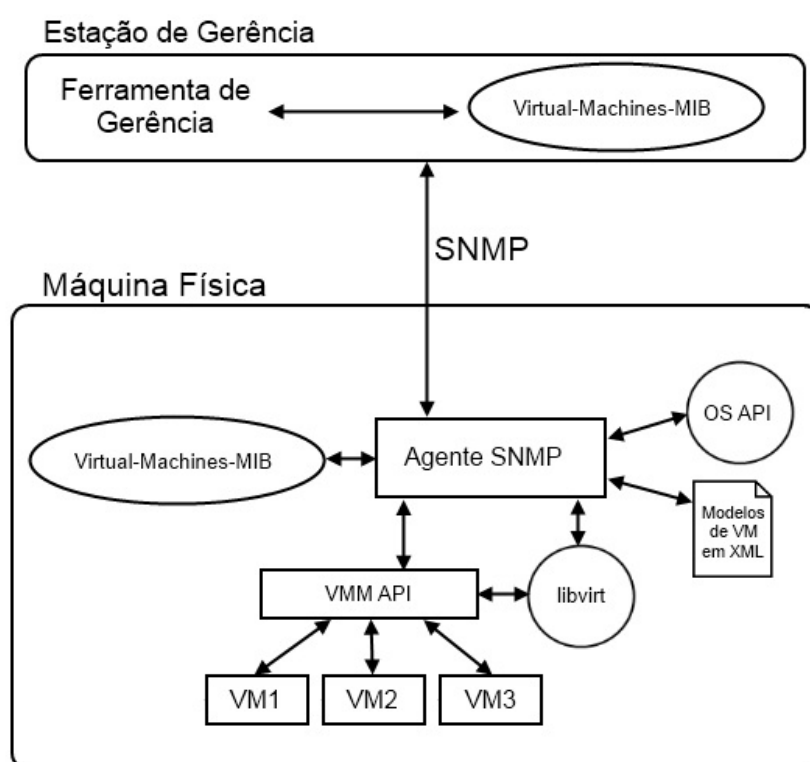 Estação de Gerência
Ferramenta de
Gerência
Virtual-Machines-MIB
SNMP
Máquina Física
OS API
Virtual-Machines-MIB
Agente SNMP
Modelos
de VM
em XML
VMM API
libvirt
VM1
VM2
VM3